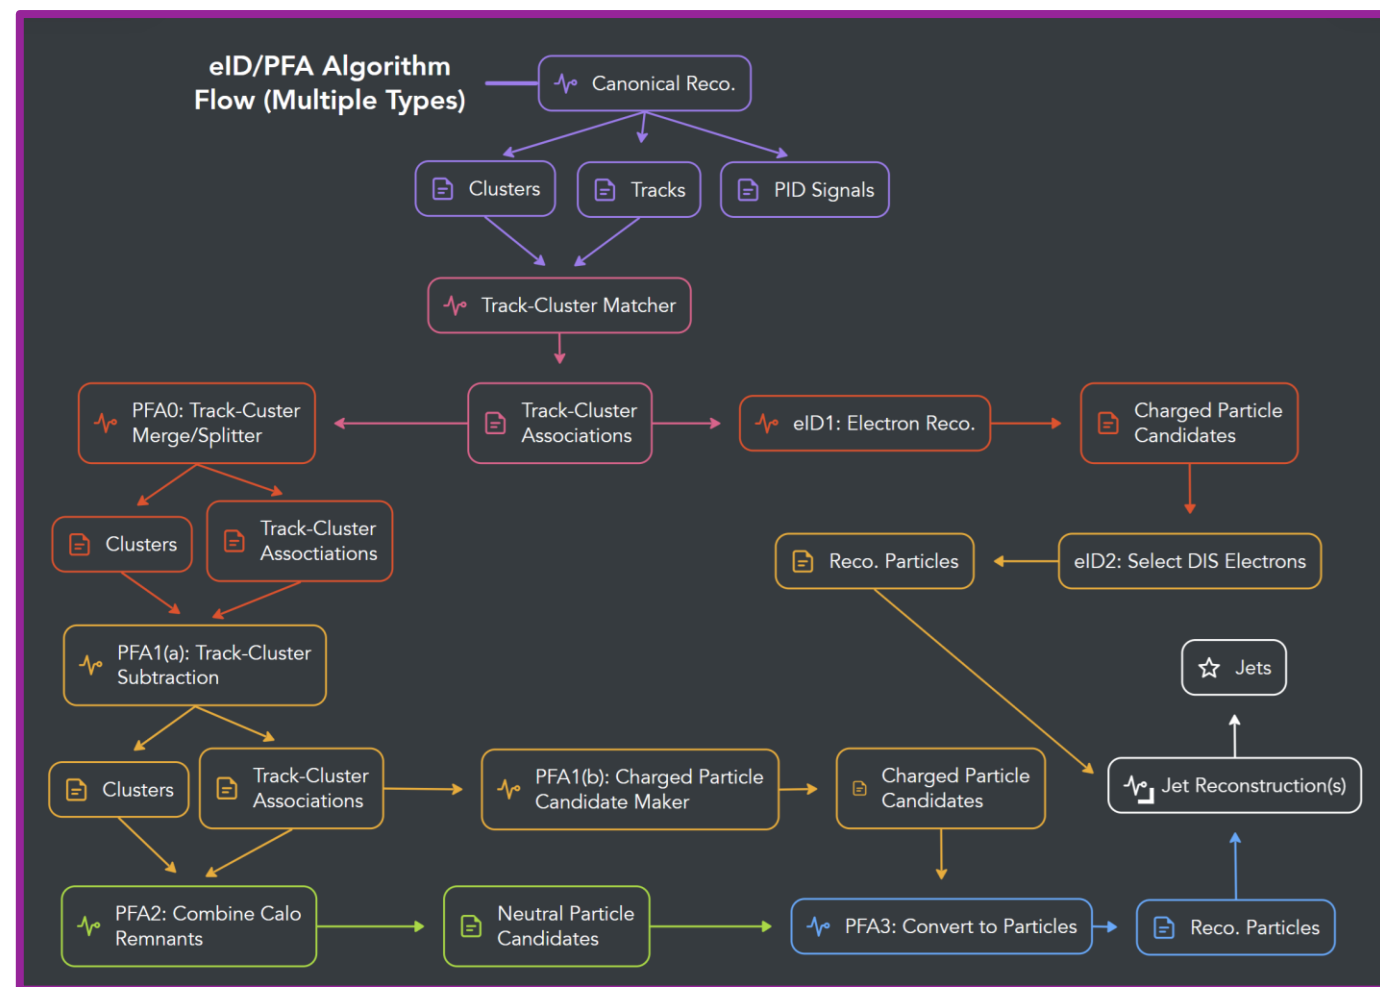 eID/PFA Algorithm
Flow (Multiple Types)
Canonical Reco.
Clusters
Tracks
PID Signals
Track-Cluster Matcher
PFA0: Track-Custer
Merge/Splitter
Track-Cluster
Associations
eID1: Electron Reco.
Charged Particle
Candidates
Clusters
Track-Cluster
Assoctiations
Reco. Particles
eID2: Select DIS Electrons
PFA1(a): Track-Cluster
Subtraction
Jets
Clusters
Track-Cluster
Associations
PFA1(b): Charged Particle
Candidate Maker
Charged Particle
Candidates
Jet Reconstruction(s)
PFA2: Combine Calo
Remnants
Neutral Particle
Candidates
PFA3: Convert to Particles
Reco. Particles